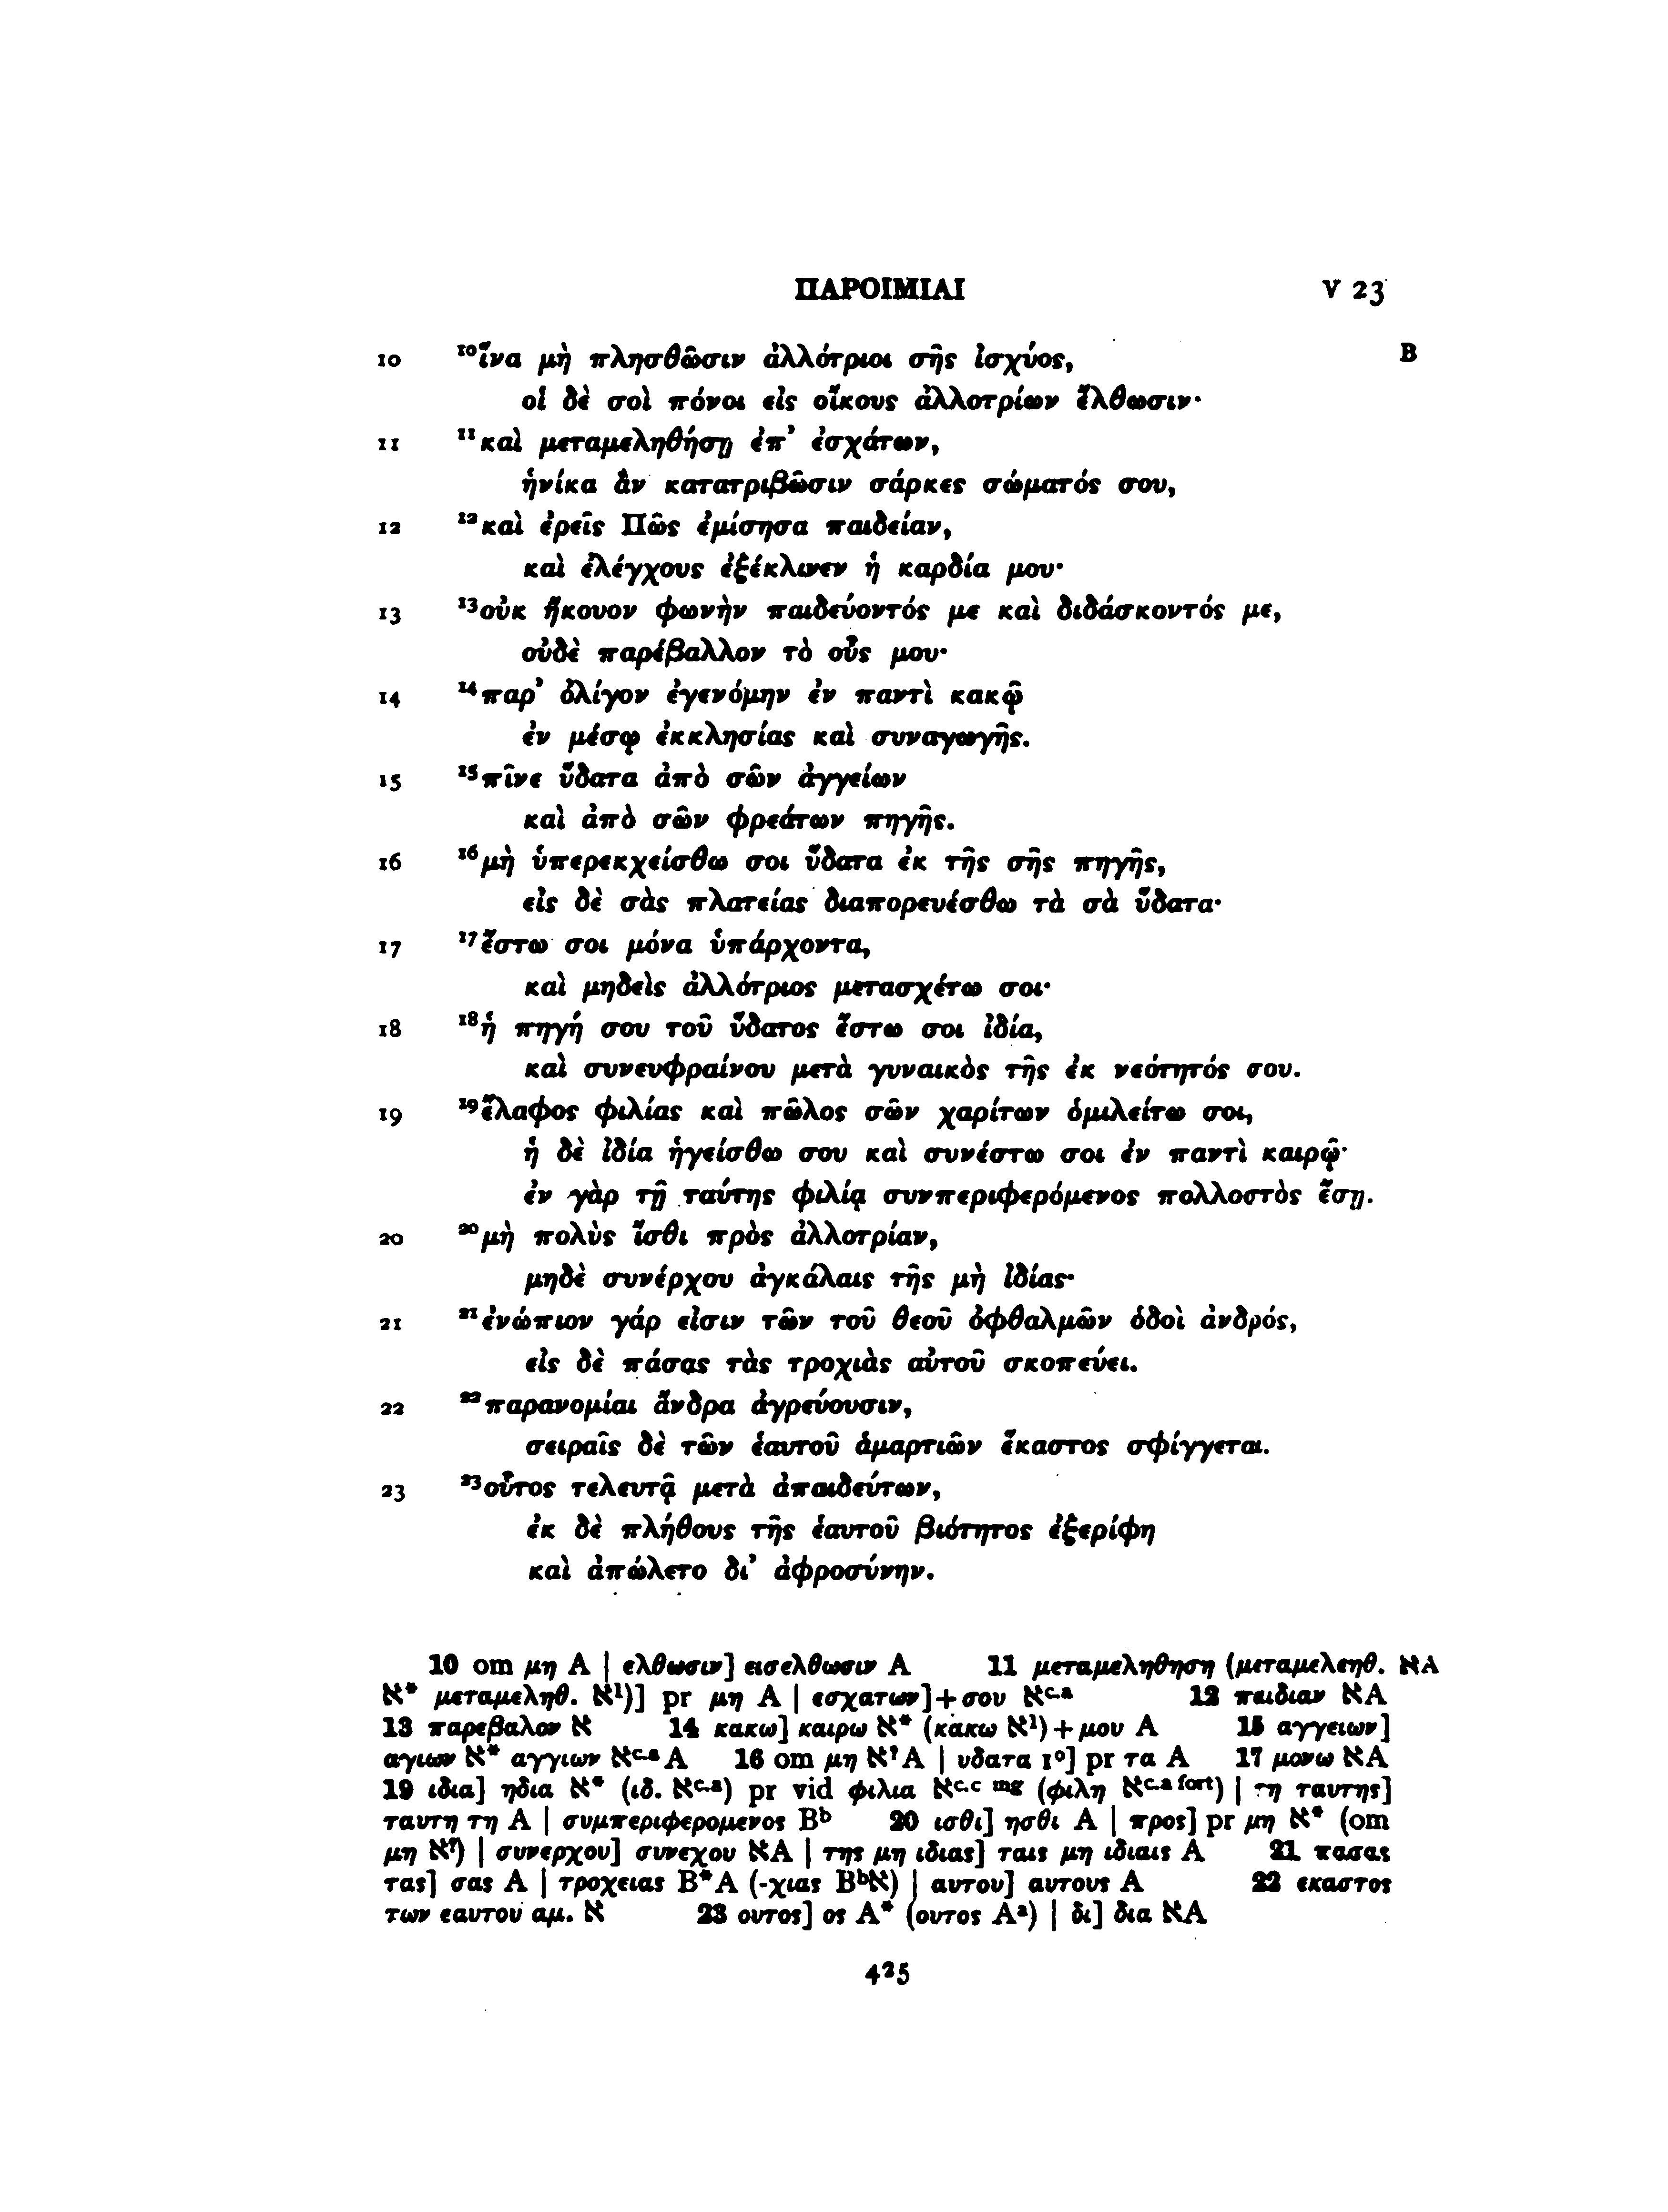 ΠΑΡΟΙΜΙΑΙ V 23
10 ¹⁰ἵνα μὴ πλησθῶσιν ἀλλότριοι σῆς ἰσχύος, B
οἱ δὲ σοὶ πόνοι εἰς οἴκους ἀλλοτρίων ἔλθωσιν·
11 ¹¹καὶ μεταμεληθήσῃ ἐπ’ ἐσχάτων,
ἡνίκα ἂν κατατριβῶσιν σάρκες σώματός σου,
12 ¹²καὶ ἐρεῖς Πῶς ἐμίσησα παιδείαν,
καὶ ἐλέγχους ἐξέκλινεν ἡ καρδία μου·
13 ¹³οὐκ ἤκουον φωνὴν παιδεύοντός με καὶ διδάσκοντός με,
οὐδὲ παρέβαλλον τὸ οὖς μου·
14 ¹⁴παρ’ ὀλίγον ἐγενόμην ἐν παντὶ κακῷ
ἐν μέσῳ ἐκκλησίας καὶ συναγωγῆς.
15 ¹⁵πῖνε ὕδατα ἀπὸ σῶν ἀγγείων
καὶ ἀπὸ σῶν φρεάτων πηγῆς.
16 ¹⁶μὴ ὑπερεκχείσθω σοι ὕδατα ἐκ τῆς σῆς πηγῆς,
εἰς δὲ σὰς πλατείας διαπορευέσθω τὰ σὰ ὕδατα·
17 ¹⁷ἔστω σοι μόνα ὑπάρχοντα,
καὶ μηδεὶς ἀλλότριος μετασχέτω σοι·
18 ¹⁸ἡ πηγή σου τοῦ ὕδατος ἔστω σοι ἰδία,
καὶ συνευφραίνου μετὰ γυναικὸς τῆς ἐκ νεότητός σου.
19 ¹⁹ἔλαφος φιλίας καὶ πῶλος σῶν χαρίτων ὁμιλείτω σοι,
ἡ δὲ ἰδία ἡγείσθω σου καὶ συνέστω σοι ἐν παντὶ καιρῷ·
ἐν γὰρ τῇ ταύτης φιλίᾳ συνπεριφερόμενος πολλοστὸς ἔσῃ.
20 ²⁰μὴ πολὺς ἴσθι πρὸς ἀλλοτρίαν,
μηδὲ συνέρχου ἀγκάλαις τῆς μὴ ἰδίας·
21 ²¹ἐνώπιον γάρ εἰσιν τῶν τοῦ θεοῦ ὀφθαλμῶν ὁδοὶ ἀνδρός,
εἰς δὲ πάσας τὰς τροχιὰς αὐτοῦ σκοπεύει.
22 ²²παρανομίαι ἄνδρα ἀγρεύουσιν,
σειραῖς δὲ τῶν ἑαυτοῦ ἁμαρτιῶν ἕκαστος σφίγγεται.
23 ²³οὗτος τελευτᾷ μετὰ ἀπαιδεύτων,
ἐκ δὲ πλήθους τῆς ἑαυτοῦ βιότητος ἐξερίφη
καὶ ἀπώλετο δι’ ἀφροσύνην.
10 om μη A | ελθωσιν] εισελθωσιν A 11 μεταμεληθηση (μεταμελεηθ. אA
א* μεταμεληθ. א¹)] pr μη A | εσχατων]+σου אᶜ·ᵃ 12 παιδιαν אA
13 παρεβαλον א 14 κακω] καιρω א* (κακω א¹)+μου A 15 αγγειων]
αγιων א* αγγιων אᶜ·ᵃ A 16 om μη א?A | υδατα 1º] pr τα A 17 μονω אA
19 ιδια] ηδια א* (ιδ. אᶜ·ᵃ) pr vid φιλια אᶜ·ᶜ ᵐᵍ (φιλη אᶜ·ᵃ ᶠᵒʳᵗ) | τη ταυτης]
ταυτη τη A | συμπεριφερομενος Bᵇ 20 ισθι] ησθι A | προς] pr μη א* (om
μη א?) | συνερχου] συνεχου אA | της μη ιδιας] ταις μη ιδιαις A 21 πασας
τας] σας A | τροχειας B*A (-χιας Bᵇא) | αυτου] αυτους A 22 εκαστος
των εαυτου αμ. א 23 ουτος] ος A* (ουτος Aᵃ) | δι] δια אA
425